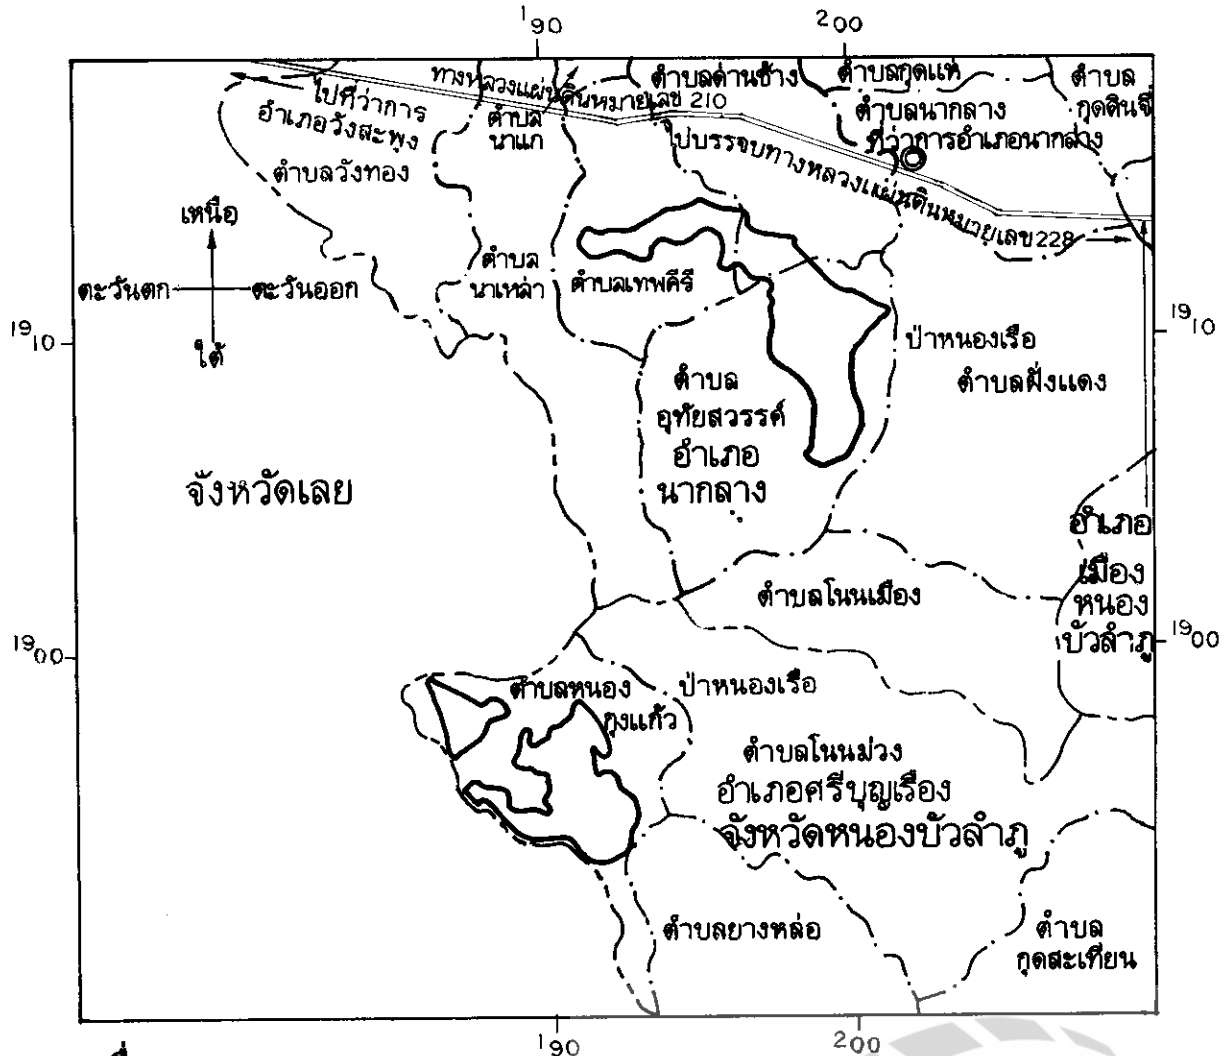 190
200
ทางหลวงแผ่นดินหมายเลข 210
ตำบลด่านช้าง
ตำบลกุดแห่
ตำบล
กุดดินจี่
ไปที่ว่าการ
อำเภอวังสะพุง
ตำบล
นาแก
ตำบลนากลาง
ที่ว่าการอำเภอนากลาง
ไปบรรจบทางหลวงแผ่นดินหมายเลข 228
ตำบลวังทอง
เหนือ
ตะวันตก
ตะวันออก
ใต้
ตำบล
นาเหล่า
ตำบลเทพคีรี
1910
1910
ป่าหนองเรือ
ตำบลฝั่งแดง
ตำบล
อุทัยสวรรค์
อำเภอ
นากลาง
จังหวัดเลย
อำเภอ
เมือง
หนอง
บัวลำภู
ตำบลโนนเมือง
1900
1900
ตำบลหนอง
กุงแก้ว
ป่าหนองเรือ
ตำบลโนนม่วง
อำเภอศรีบุญเรือง
จังหวัดหนองบัวลำภู
ตำบลยางหล่อ
ตำบล
กุดสะเทียน
190
200